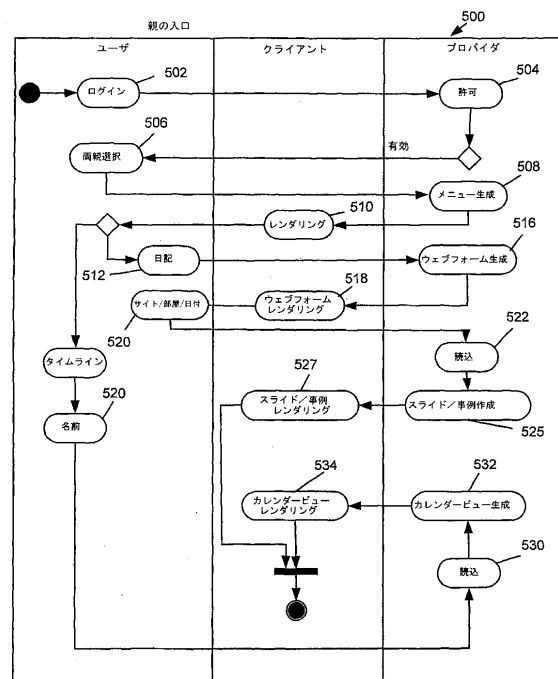 親の入口
500
ユーザ
クライアント
プロバイダ
ログイン
502
許可
504
506
両親選択
有効
508
メニュー生成
510
レンダリング
512
日記
516
ウェブフォーム生成
518
ウェブフォーム
レンダリング
サイト/部屋/日付
520
522
読込
タイムライン
527
スライド/事例
レンダリング
スライド/事例作成
525
520
名前
534
カレンダービュー
レンダリング
532
カレンダービュー生成
530
読込